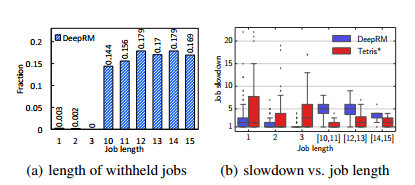 DeepRM
0.2
0.15
0.1
0.05
0
Fraction
0.003
0.002
0
0.144
0.156
0.179
0.17
0.179
0.169
1 2 3 10 11 12 13 14 15
Job length
(a) length of withheld jobs
DeepRM
Tetris*
20
15
10
5
1
Job slowdown
1 2 3 [10,11] [12,13] [14,15]
Job length
(b) slowdown vs. job length